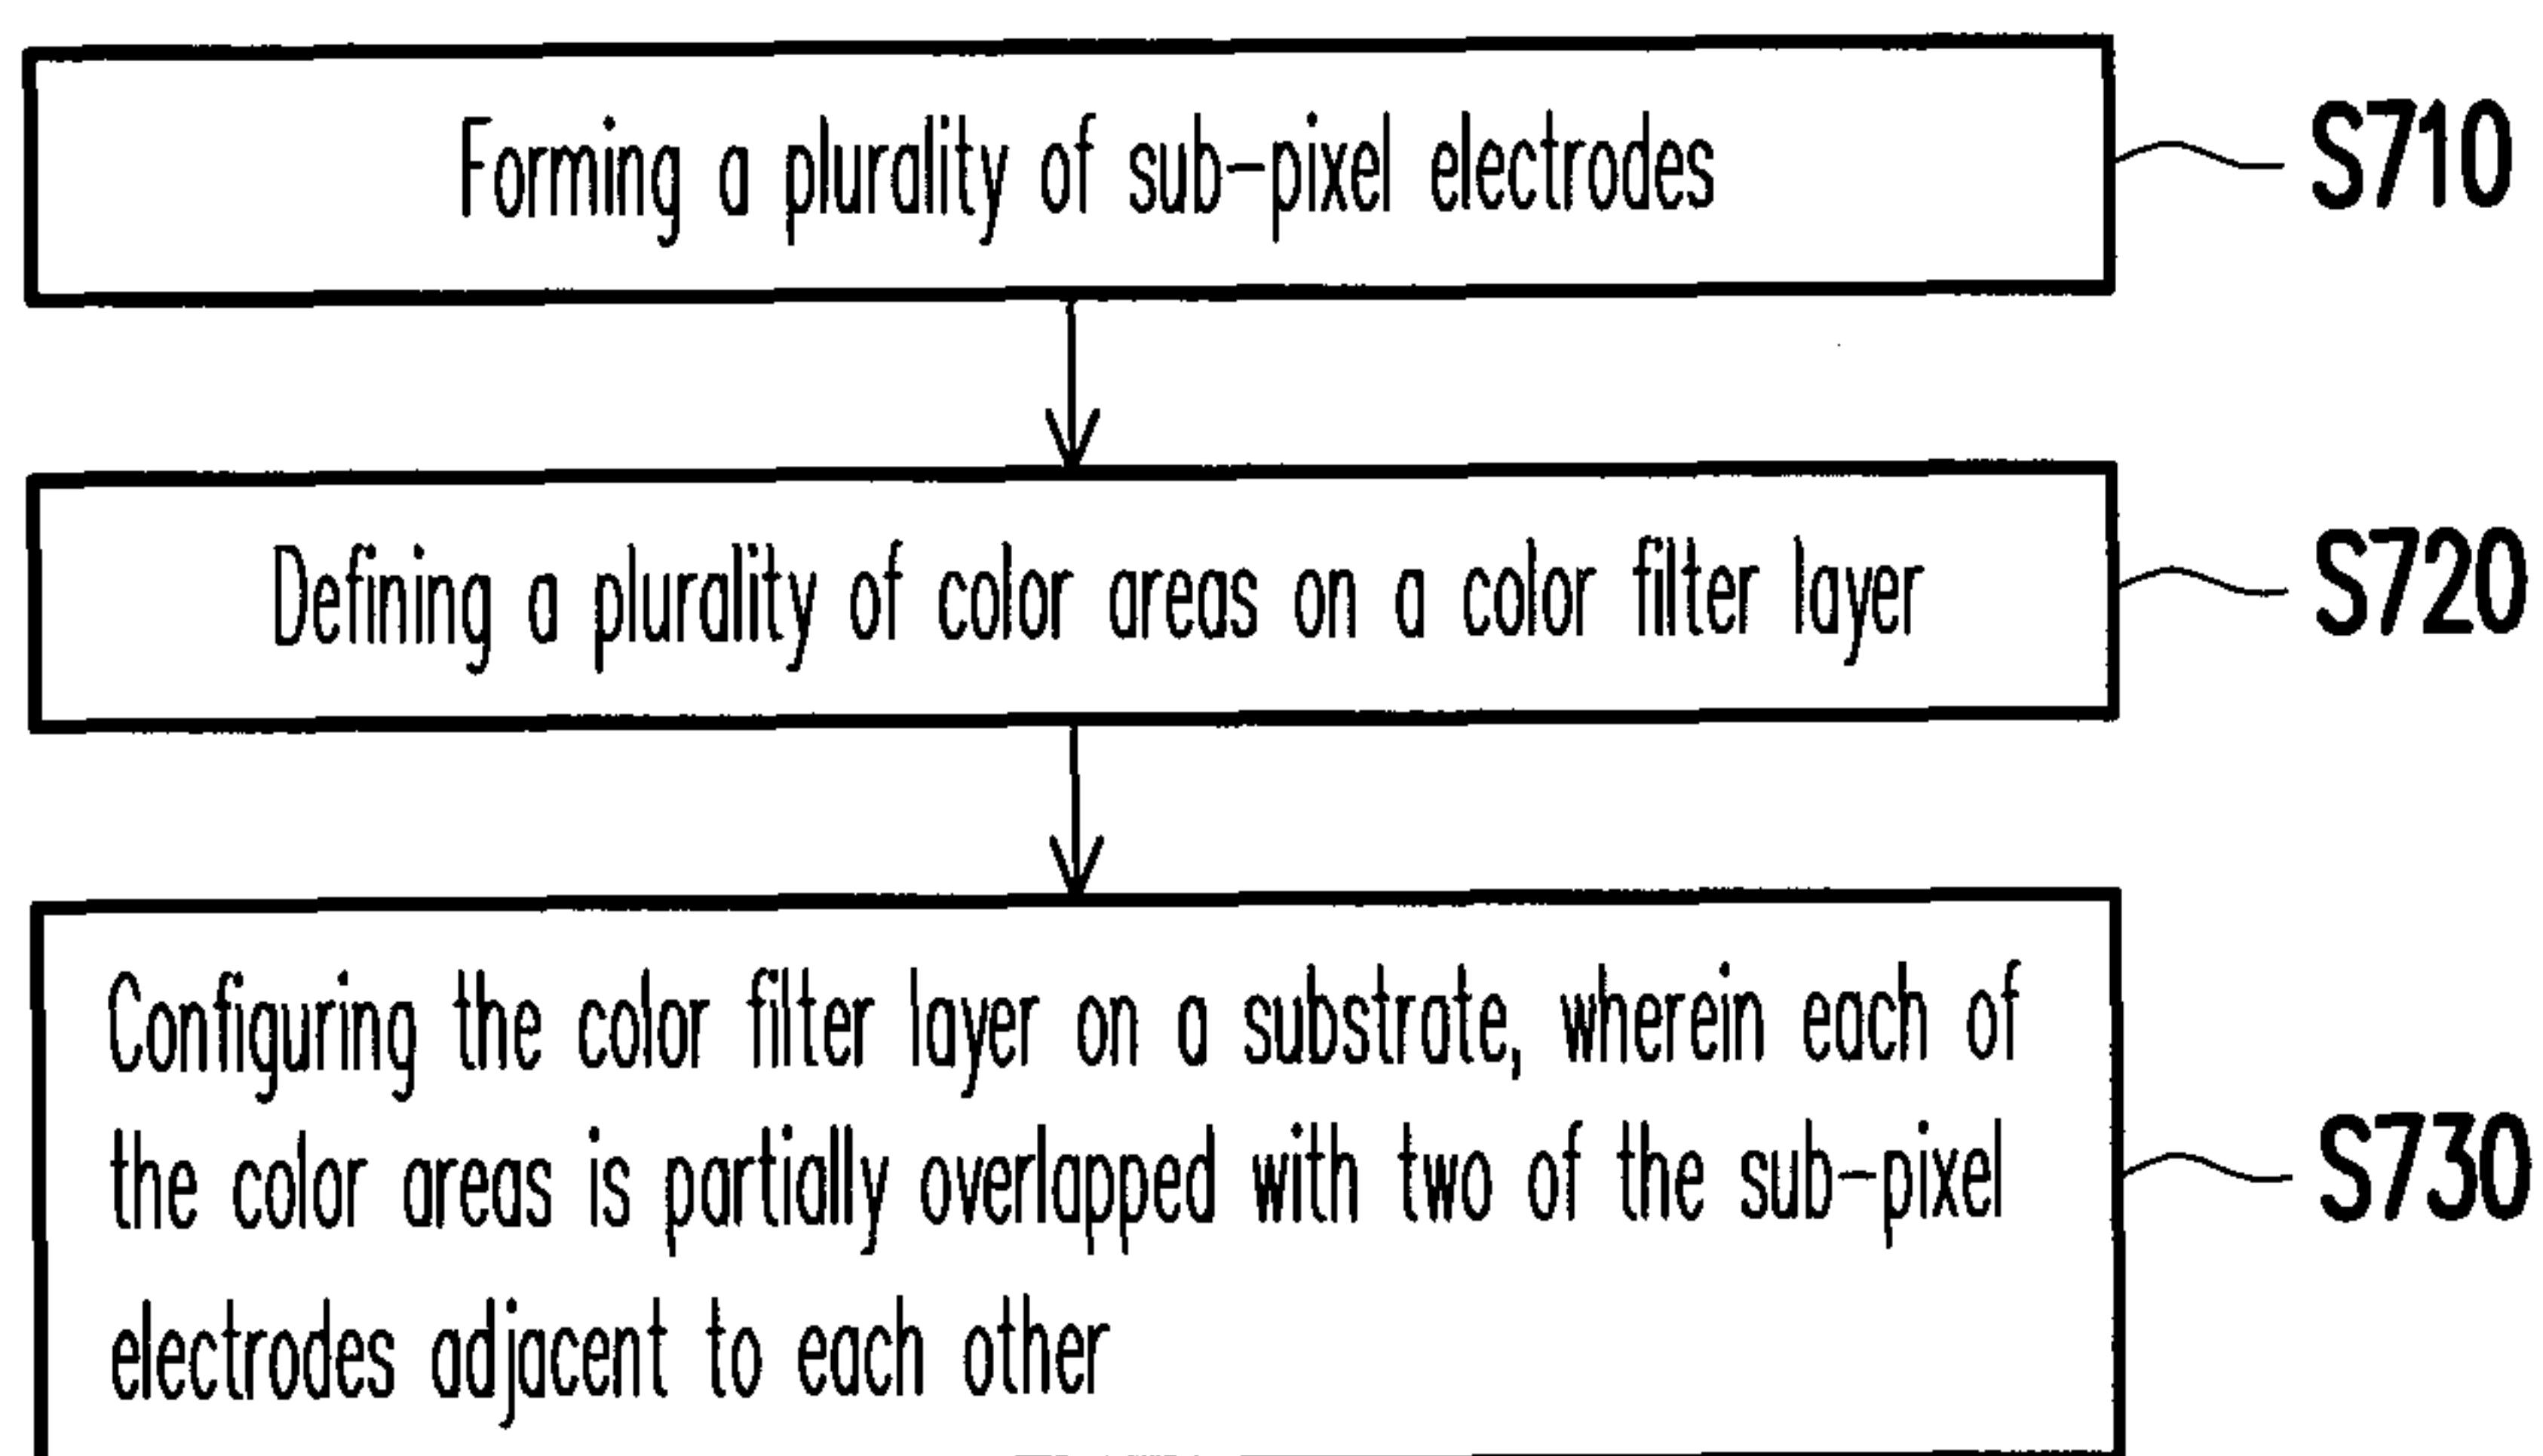 Forming a plurality of sub-pixel electrodes
S710
Defining a plurality of color areas on a color filter layer
S720
Configuring the color filter layer on a substrate, wherein each of
the color areas is partially overlapped with two of the sub-pixel
electrodes adjacent to each other
S730